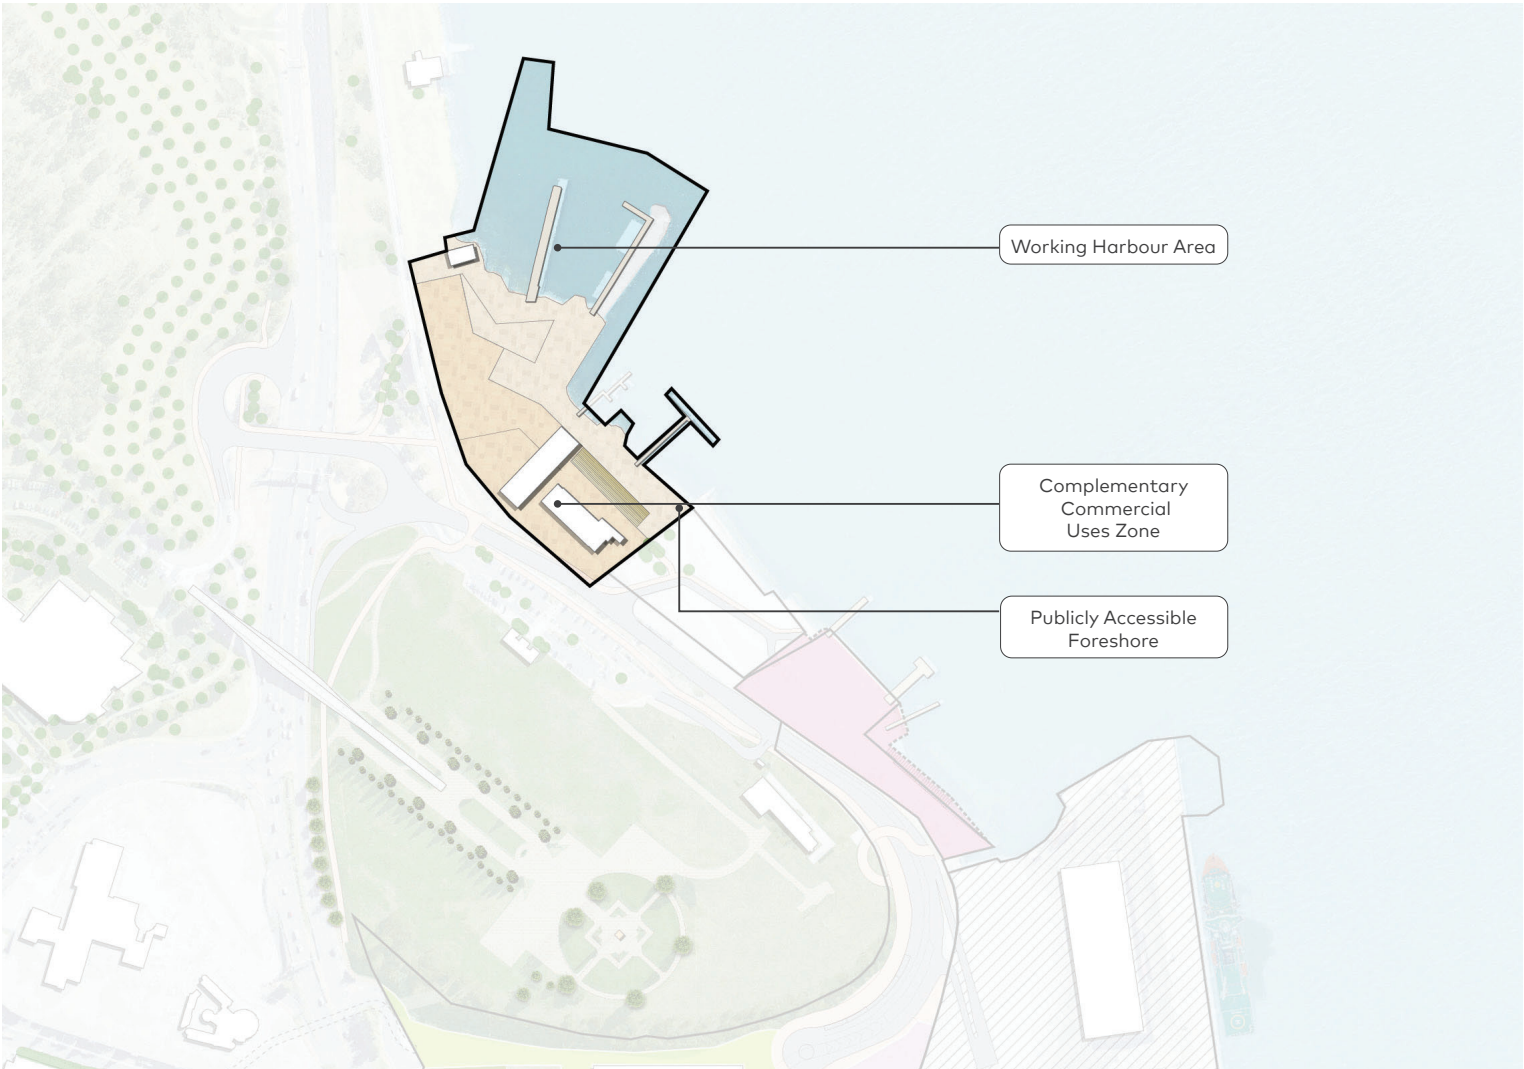 Working Harbour Area
Complementary
Commercial
Uses Zone
Publicly Accessible
Foreshore